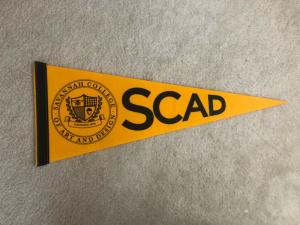 SAVANNAH COLLEGE
OF ART AND DESIGN
SCAD